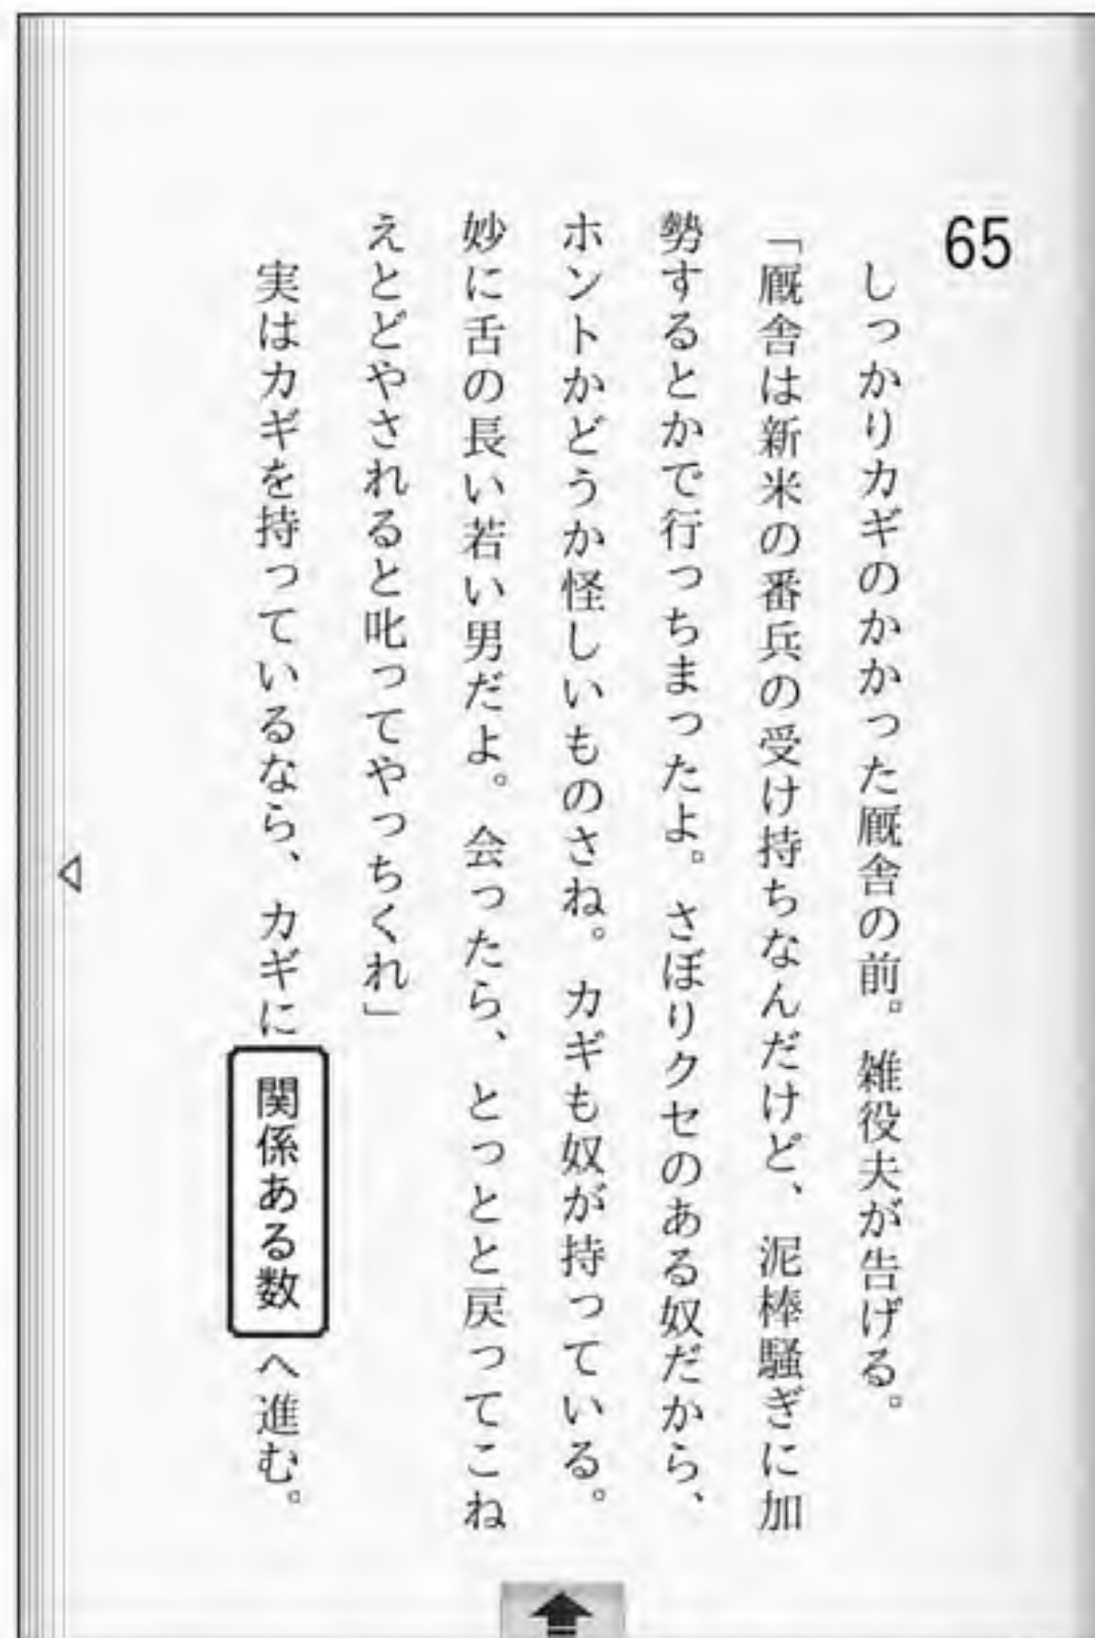 65
しっかりカギのかかった厩舎の前。雑役夫が告げる。
「厩舎は新米の番兵の受け持ちなんだけど、泥棒騒ぎに加
勢するとかで行っちまったよ。さぼりクセのある奴だから、
ホントかどうか怪しいものさね。カギも奴が持っている。
妙に舌の長い若い男だよ。会ったら、とっとと戻ってこね
えとどやされると叱ってやっちくれ」
実はカギを持っているなら、カギに関係ある数へ進む。